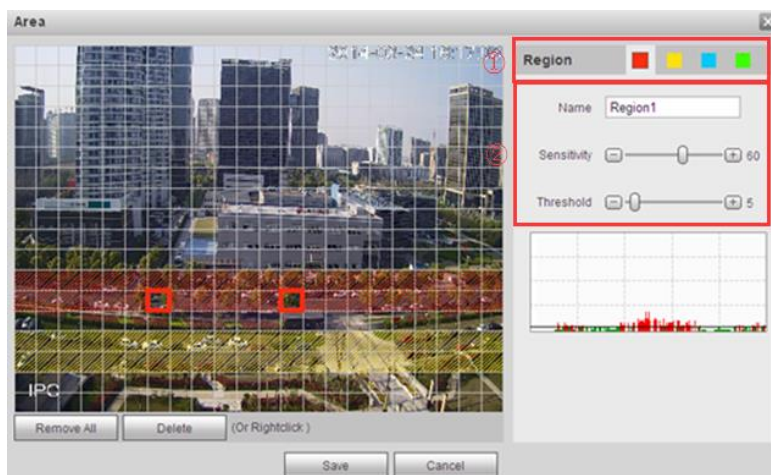 Area
①
Region
Name Region1
②
Sensitivity 60
Threshold 5
IPC
Remove All Delete (Or Rightclick )
Save Cancel